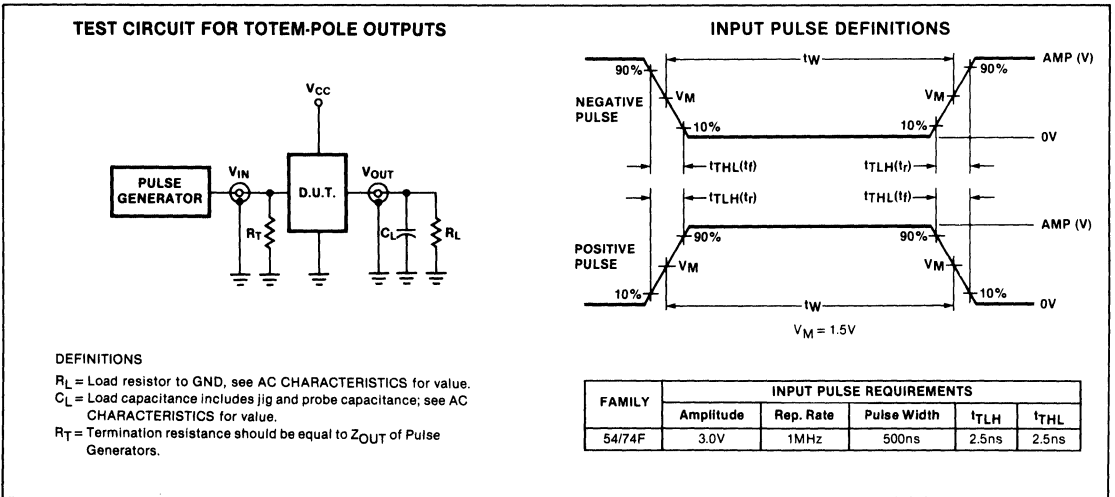 TEST CIRCUIT FOR TOTEM-POLE OUTPUTS
VCC
PULSE
GENERATOR
VIN
RT
D.U.T.
VOUT
CL
RL
DEFINITIONS
RL = Load resistor to GND, see AC CHARACTERISTICS for value.
CL = Load capacitance includes jig and probe capacitance; see AC
CHARACTERISTICS for value.
RT = Termination resistance should be equal to ZOUT of Pulse
Generators.
INPUT PULSE DEFINITIONS
90% tW 90% AMP (V)
NEGATIVE
PULSE
VM VM
10% 10% 0V
tTHL(tf) tTLH(tr)
tTLH(tr) tTHL(tf)
AMP (V)
90% 90%
POSITIVE
PULSE
VM VM
10% tW 10% 0V
VM = 1.5V
FAMILY INPUT PULSE REQUIREMENTS
Amplitude Rep. Rate Pulse Width tTLH tTHL
54/74F 3.0V 1MHz 500ns 2.5ns 2.5ns